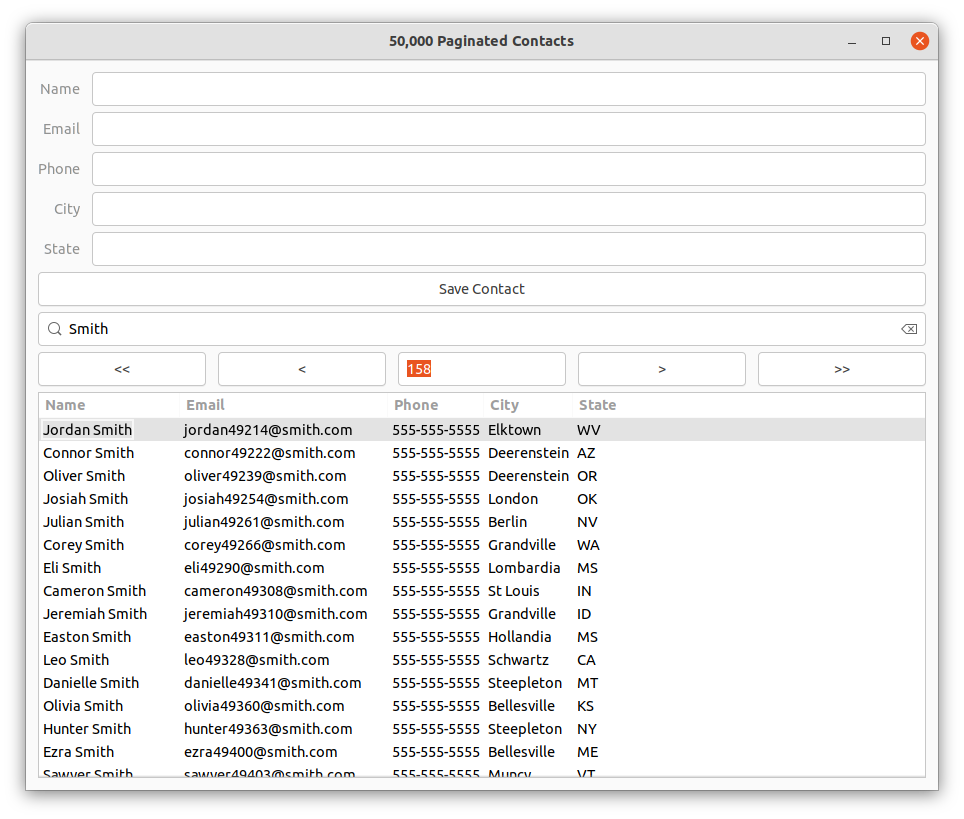 50,000 Paginated Contacts
Name
Email
Phone
City
State
Save Contact
Smith
<< < 158 > >>
Name Email Phone City State
Jordan Smith jordan49214@smith.com 555-555-5555 Elktown WV
Connor Smith connor49222@smith.com 555-555-5555 Deerenstein AZ
Oliver Smith oliver49239@smith.com 555-555-5555 Deerenstein OR
Josiah Smith josiah49254@smith.com 555-555-5555 London OK
Julian Smith julian49261@smith.com 555-555-5555 Berlin NV
Corey Smith corey49266@smith.com 555-555-5555 Grandville WA
Eli Smith eli49290@smith.com 555-555-5555 Lombardia MS
Cameron Smith cameron49308@smith.com 555-555-5555 St Louis IN
Jeremiah Smith jeremiah49310@smith.com 555-555-5555 Grandville ID
Easton Smith easton49311@smith.com 555-555-5555 Hollandia MS
Leo Smith leo49328@smith.com 555-555-5555 Schwartz CA
Danielle Smith danielle49341@smith.com 555-555-5555 Steepleton MT
Olivia Smith olivia49360@smith.com 555-555-5555 Bellesville KS
Hunter Smith hunter49363@smith.com 555-555-5555 Steepleton NY
Ezra Smith ezra49400@smith.com 555-555-5555 Bellesville ME
Sawyer Smith sawyer49403@smith.com 555-555-5555 Muncy VT